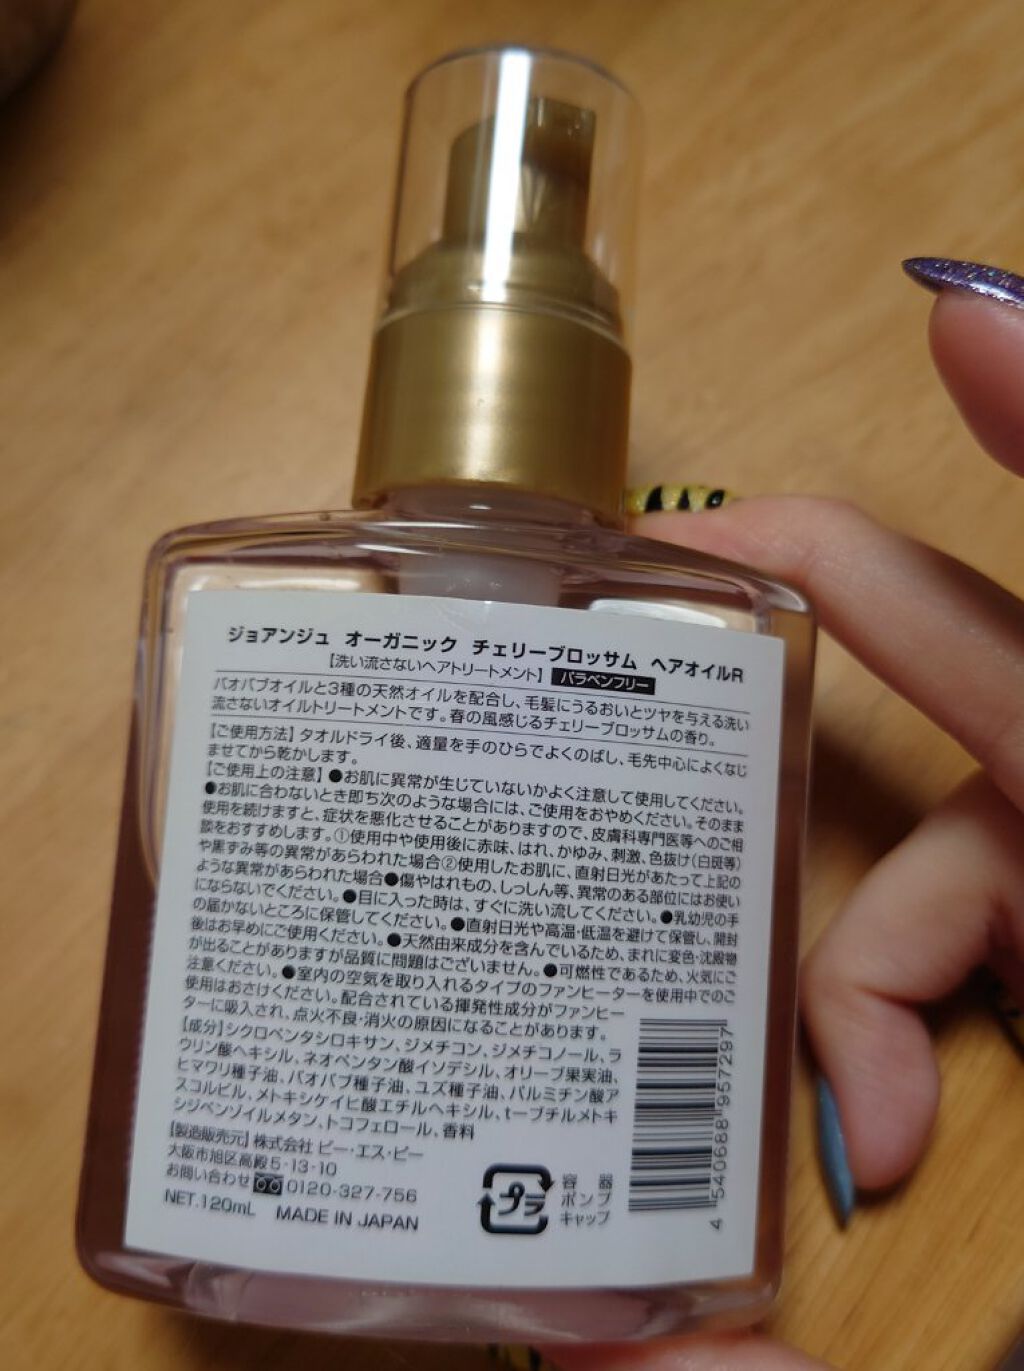 ジョアンジュ オーガニック チェリーブロッサム ヘアオイルR
【洗い流さないヘアトリートメント】 パラベンフリー
バオバブオイルと3種の天然オイルを配合し、毛髪にうるおいとツヤを与える洗い
流さないオイルトリートメントです。春の風感じるチェリーブロッサムの香り。
【ご使用方法】タオルドライ後、適量を手のひらでよくのばし、毛先中心によくなじ
ませてから乾かします。
【ご使用上の注意】●お肌に異常が生じていないかよく注意して使用してください。
●お肌に合わないとき即ち次のような場合には、ご使用をおやめください。そのまま
使用を続けますと、症状を悪化させることがありますので、皮膚科専門医等へのご相
談をおすすめします。①使用中や使用後に赤味、はれ、かゆみ、刺激、色抜け(白斑等)
や黒ずみ等の異常があらわれた場合②使用したお肌に、直射日光があたって上記の
ような異常があらわれた場合●傷やはれもの、しっしん等、異常のある部位にはお使い
にならないでください。●目に入った時は、すぐに洗い流してください。●乳幼児の手
の届かないところに保管してください。●直射日光や高温・低温を避けて保管し、開封
後はお早めにご使用ください。●天然由来成分を含んでいるため、まれに変色・沈殿物
が出ることがありますが品質に問題はございません。●可燃性であるため、火気にご
注意ください。●室内の空気を取り入れるタイプのファンヒーターを使用中でのご
使用はおさけください。配合されている揮発性成分がファンヒー
ターに吸入され、点火不良・消火の原因になることがあります。
【成分】シクロペンタシロキサン、ジメチコン、ジメチコノール、ラ
ウリン酸ヘキシル、ネオペンタン酸イソデシル、オリーブ果実油、
ヒマワリ種子油、バオバブ種子油、ユズ種子油、パルミチン酸ア
スコルビル、メトキシケイヒ酸エチルヘキシル、t-ブチルメトキ
シジベンゾイルメタン、トコフェロール、香料
【製造販売元】株式会社 ビー・エス・ピー
大阪市旭区高殿5-13-10
お問い合わせ 0120-327-756
NET.120mL MADE IN JAPAN
プラ
容器
ポンプ
キャップ
4 540688 957297